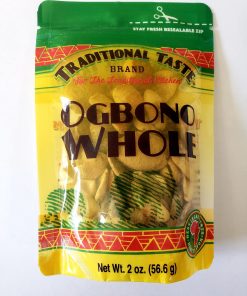 STAY FRESH RESEALABLE ZIP
TRADITIONAL TASTE
BRAND
OGBONO
WHOLE
Net Wt. 2 oz. (56.6 g)